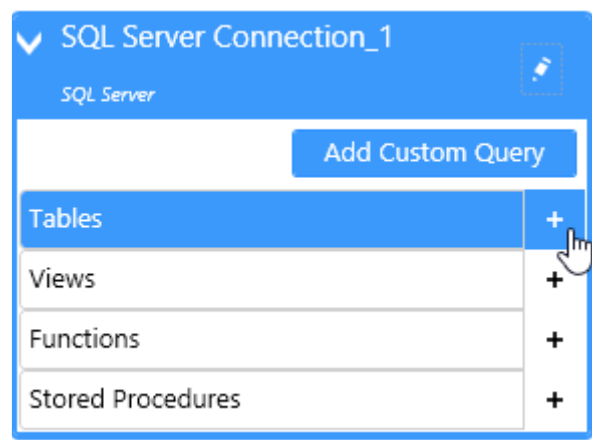 SQL Server Connection_1
SQL Server
Add Custom Query
Tables +
Views +
Functions +
Stored Procedures +